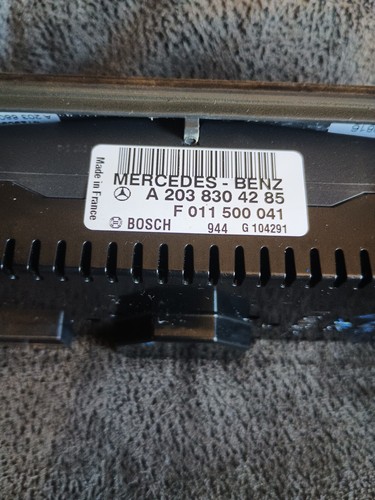 Made in France
MERCEDES - BENZ
A 203 830 42 85
F 011 500 041
BOSCH 944 G 104291